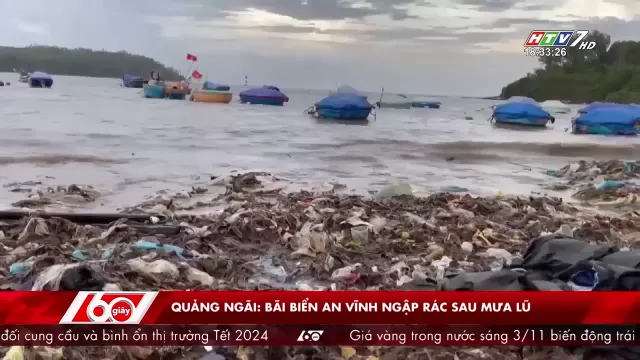 HTV7 HD
18:33:26
60 giây
QUẢNG NGÃI: BÃI BIỂN AN VĨNH NGẬP RÁC SAU MƯA LŨ
đối cung cầu và bình ổn thị trường Tết 2024 60 Giá vàng trong nước sáng 3/11 biến động trái